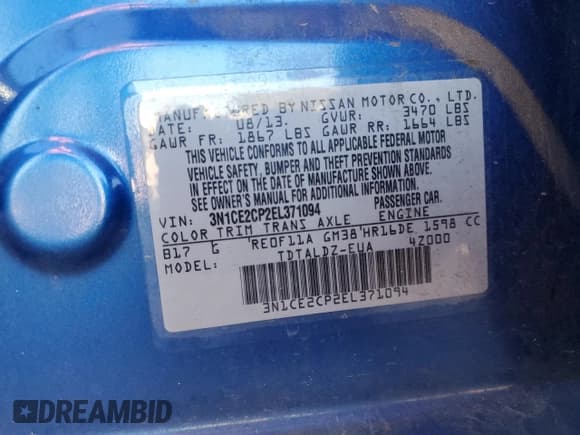 MANUFACTURED BY NISSAN MOTOR CO., LTD.
DATE: 08/13. GVUR: 3470 LBS
GAUR FR: 1867 LBS GAUR RR: 1664 LBS
THIS VEHICLE CONFORMS TO ALL APPLICABLE FEDERAL MOTOR
VEHICLE SAFETY, BUMPER AND THEFT PREVENTION STANDARDS
IN EFFECT ON THE DATE OF MANUFACTURE SHOWN ABOVE.
SEE OWNER'S MANUAL FOR ADDITIONAL INFORMATION.
VIN: 3N1CE2CP2EL371094 PASSENGER CAR.
COLOR TRIM TRANS AXLE ENGINE
B17 G RE0F11A GM38 HR16DE 1598 CC
MODEL: TDTALDZ-EUA 4Z000
3N1CE2CP2EL371094
DREAMBID